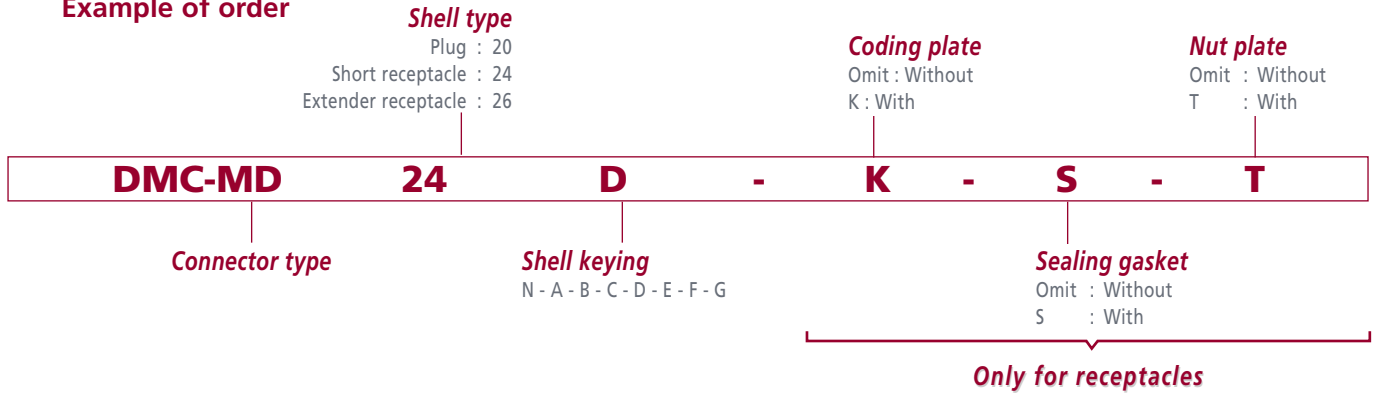 Example of order
Shell type
Plug : 20
Short receptacle : 24
Extender receptacle : 26
Coding plate
Omit : Without
K : With
Nut plate
Omit : Without
T : With
DMC-MD 24 D - K - S - T
Connector type
Shell keying
N - A - B - C - D - E - F - G
Sealing gasket
Omit : Without
S : With
Only for receptacles